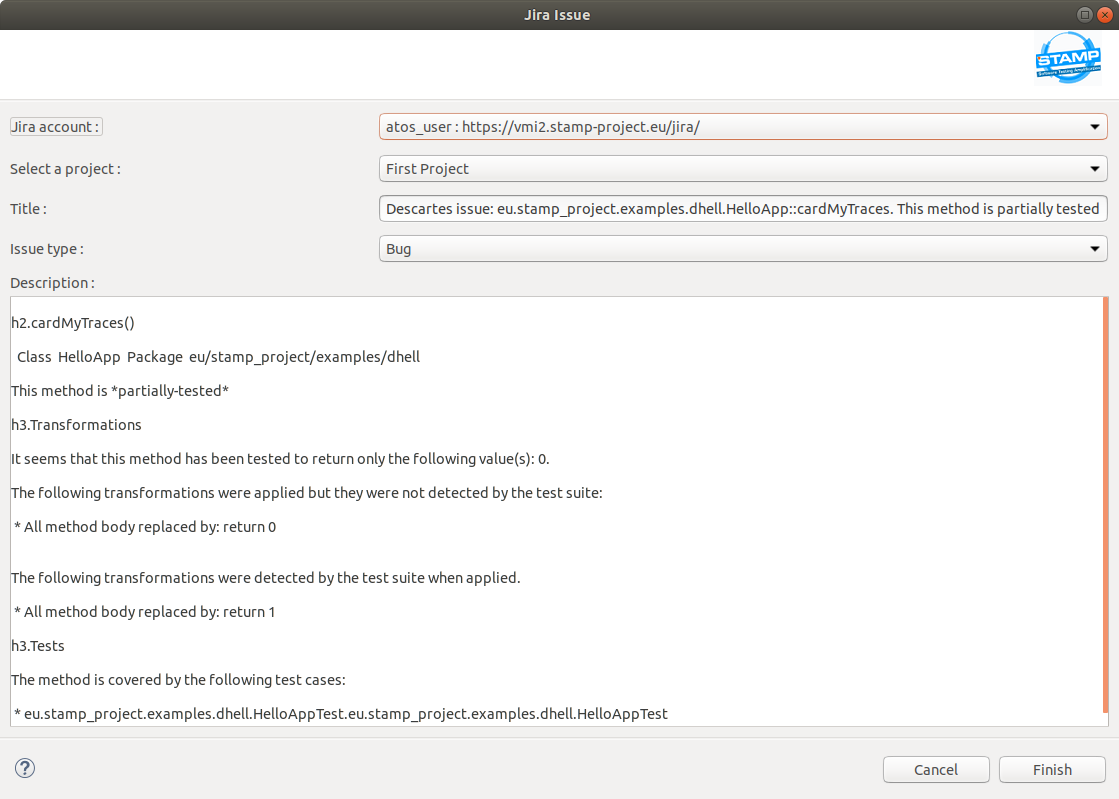 Jira Issue
STAMP
Software Testing Amplification
Jira account :
atos_user : https://vmi2.stamp-project.eu/jira/
Select a project :
First Project
Title :
Descartes issue: eu.stamp_project.examples.dhell.HelloApp::cardMyTraces. This method is partially tested
Issue type :
Bug
Description :
h2.cardMyTraces()
Class HelloApp Package eu/stamp_project/examples/dhell
This method is *partially-tested*
h3.Transformations
It seems that this method has been tested to return only the following value(s): 0.
The following transformations were applied but they were not detected by the test suite:
* All method body replaced by: return 0
The following transformations were detected by the test suite when applied.
* All method body replaced by: return 1
h3.Tests
The method is covered by the following test cases:
* eu.stamp_project.examples.dhell.HelloAppTest.eu.stamp_project.examples.dhell.HelloAppTest
?
Cancel
Finish